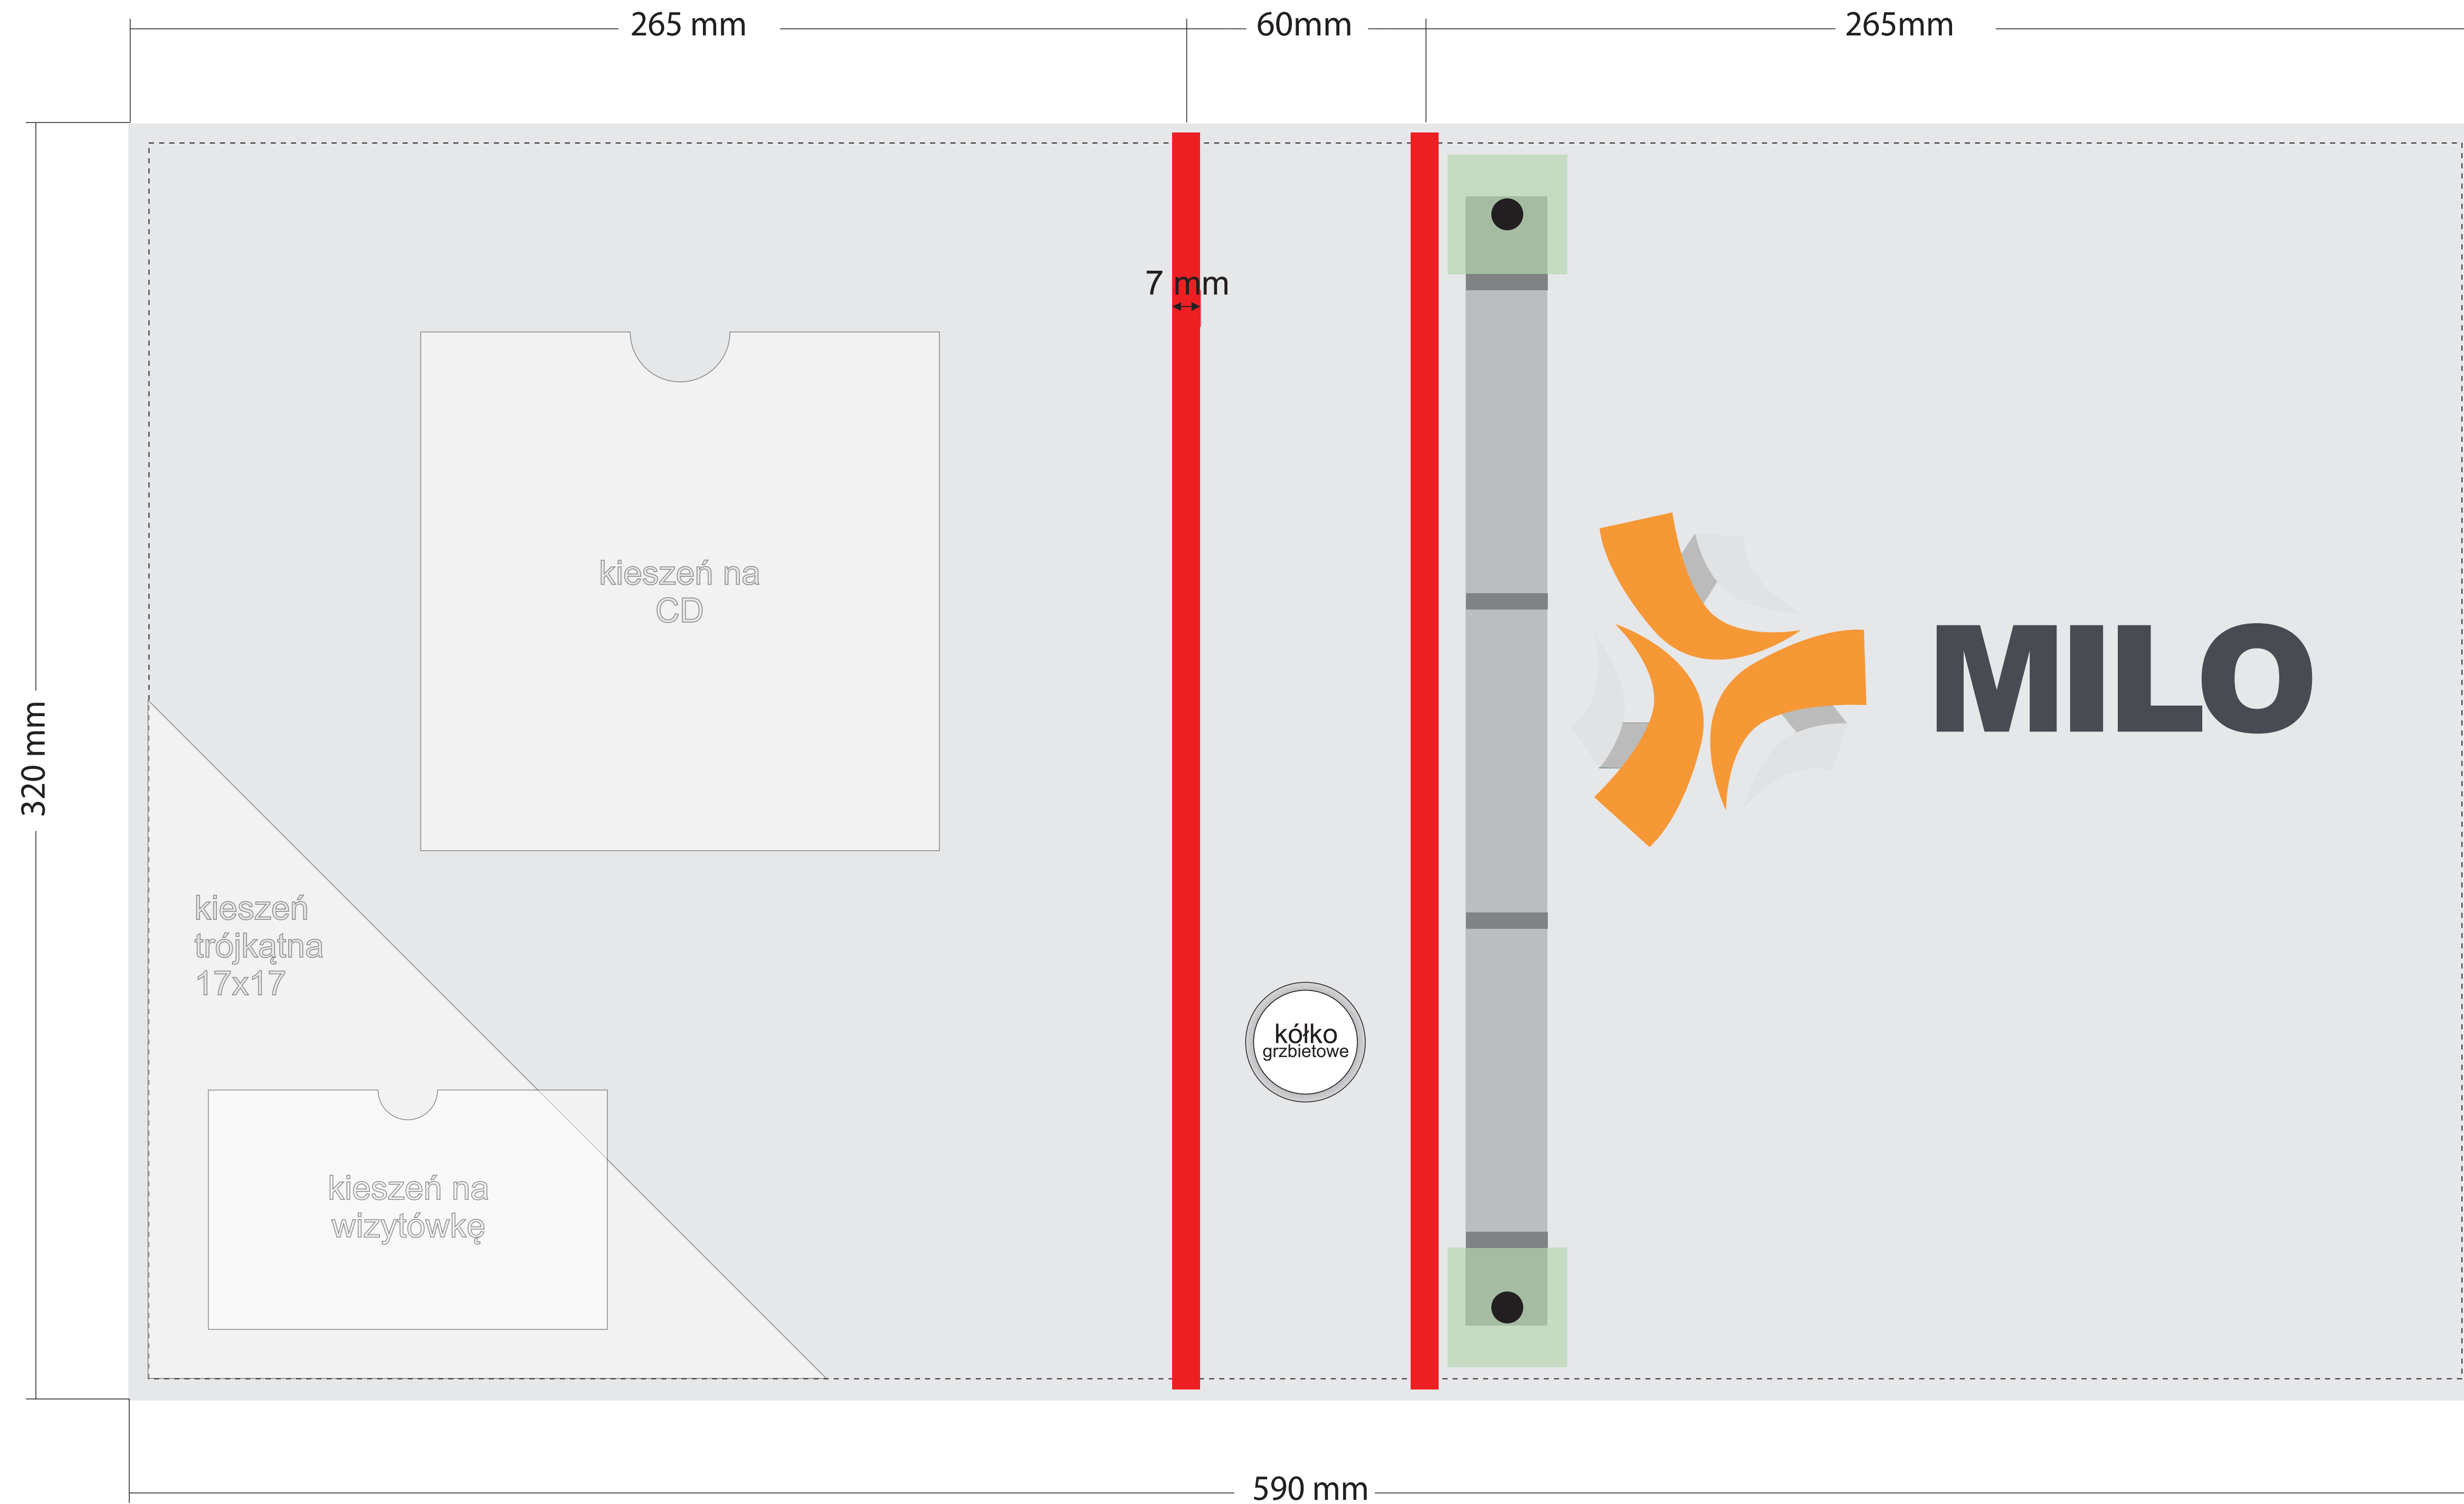 265 mm
60mm
265mm
7 mm
kieszeń na
CD
MILO
320 mm
kieszeń
trójkątna
17x17
kółko
grzbietowe
kieszeń na
wizytówkę
590 mm